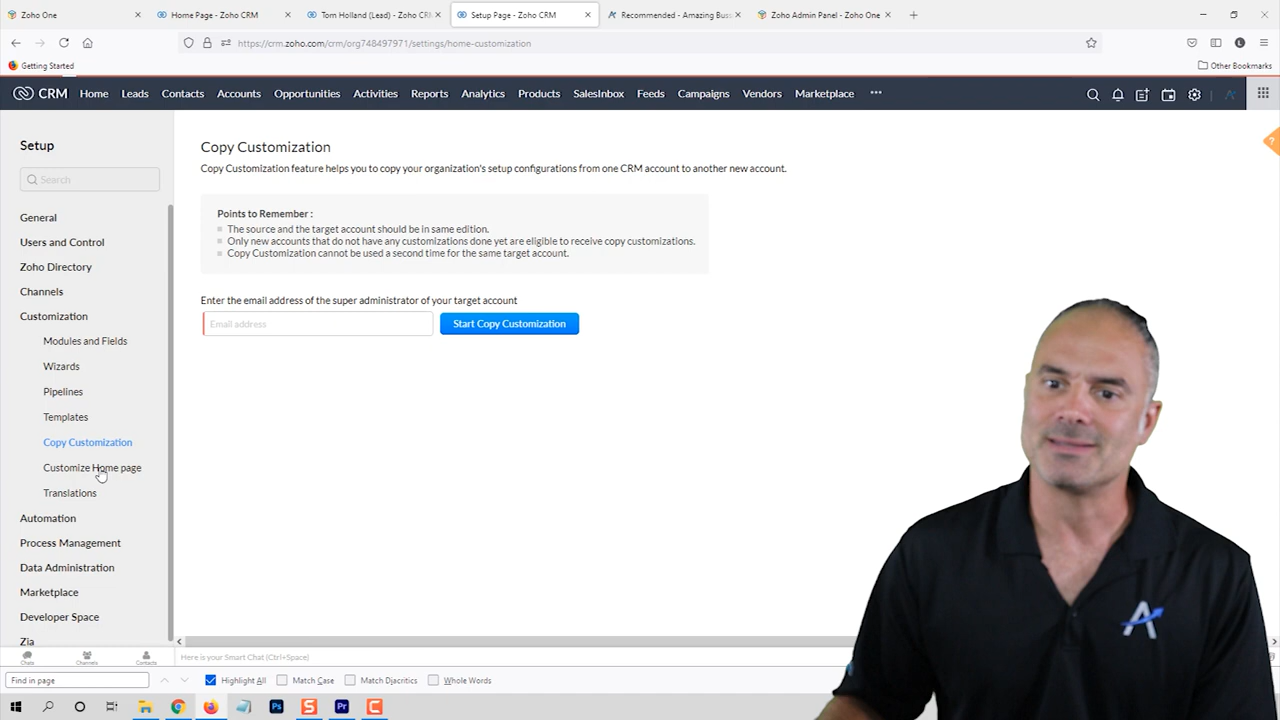 Zoho One
Home Page - Zoho CRM
Tom Holland (Lead) - Zoho CRM
Setup Page - Zoho CRM
Recommended - Amazing Bus
Zoho Admin Panel - Zoho One
https://crm.zoho.com/crm/org748497971/settings/home-customization
Getting Started
Other Bookmarks
CRM
Home
Leads
Contacts
Accounts
Opportunities
Activities
Reports
Analytics
Products
SalesInbox
Feeds
Campaigns
Vendors
Marketplace
Setup
Search
General
Users and Control
Zoho Directory
Channels
Customization
Modules and Fields
Wizards
Pipelines
Templates
Copy Customization
Customize Home page
Translations
Automation
Process Management
Data Administration
Marketplace
Developer Space
Zia
Chats
Channels
Contacts
Copy Customization
Copy Customization feature helps you to copy your organization's setup configurations from one CRM account to another new account.
Points to Remember :
The source and the target account should be in same edition.
Only new accounts that do not have any customizations done yet are eligible to receive copy customizations.
Copy Customization cannot be used a second time for the same target account.
Enter the email address of the super administrator of your target account
Email address
Start Copy Customization
?
Here is your Smart Chat (Ctrl+Space)
Find in page
Highlight All
Match Case
Match Diacritics
Whole Words